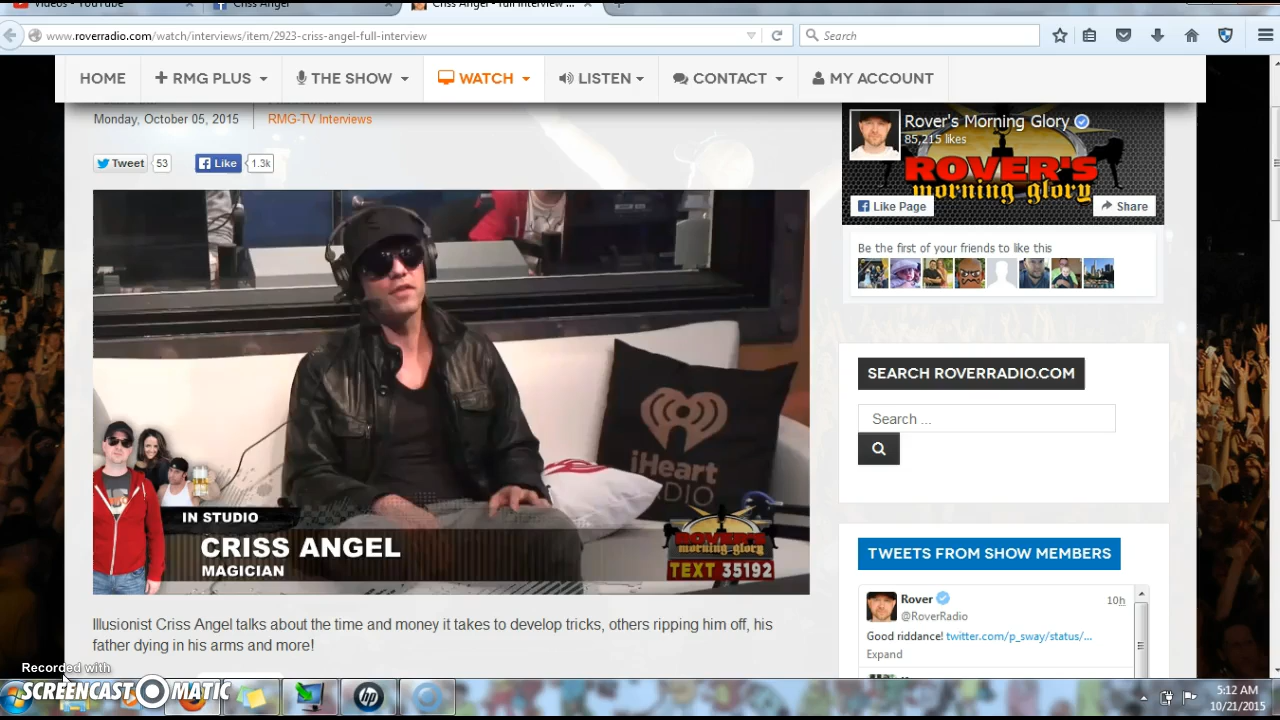 Videos - YouTube
Criss Angel
Criss Angel - full interview ...
www.roverradio.com/watch/interviews/item/2923-criss-angel-full-interview
Search
HOME
RMG PLUS
THE SHOW
WATCH
LISTEN
CONTACT
MY ACCOUNT
Monday, October 05, 2015
RMG-TV Interviews
Tweet
53
Like
1.3k
IN STUDIO
CRISS ANGEL
MAGICIAN
iHeart
RADIO
ROVER'S
morning glory
TEXT 35192
Illusionist Criss Angel talks about the time and money it takes to develop tricks, others ripping him off, his
father dying in his arms and more!
Rover's Morning Glory
85,215 likes
ROVER'S
morning glory
Like Page
Share
Be the first of your friends to like this
SEARCH ROVERRADIO.COM
Search ...
TWEETS FROM SHOW MEMBERS
Rover
10h
@RoverRadio
Good riddance! twitter.com/p_sway/status/...
Expand
Recorded with
SCREENCAST MATIC
hp
5:12 AM
10/21/2015